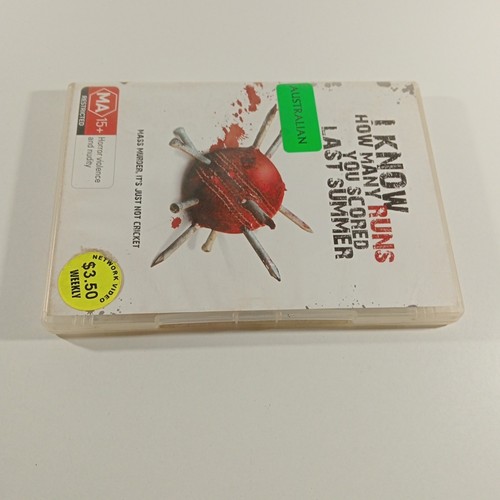 AUSTRALIAN
I KNOW
HOW MANY RUNS
YOU SCORED
LAST SUMMER
MASS MURDER. IT'S JUST NOT CRICKET
MA 15+
RESTRICTED
Horror violence
and nudity
NETWORK VIDEO
$3.50
WEEKLY